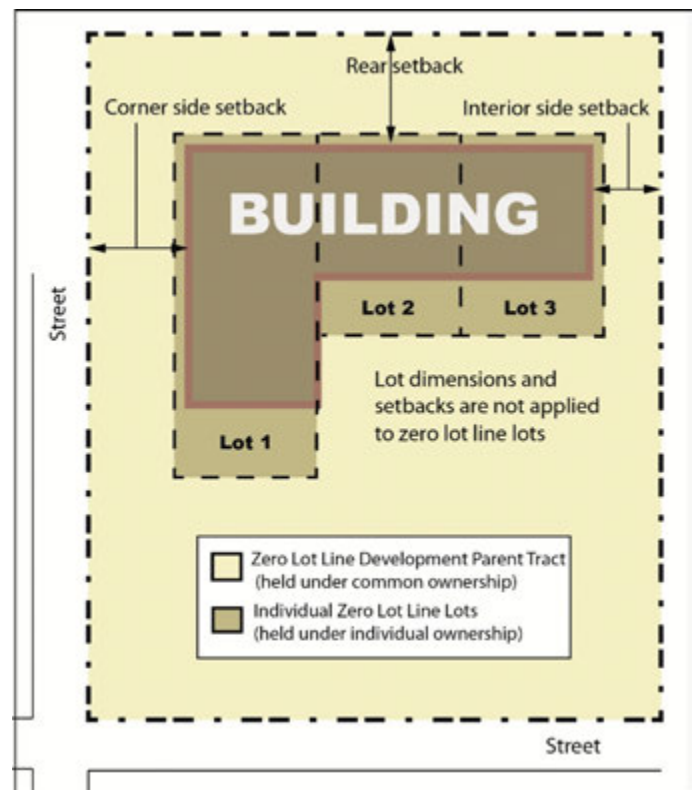 Rear setback
Corner side setback
Interior side setback
BUILDING
Street
Lot 2
Lot 3
Lot dimensions and
setbacks are not applied
to zero lot line lots
Lot 1
Zero Lot Line Development Parent Tract
(held under common ownership)
Individual Zero Lot Line Lots
(held under individual ownership)
Street